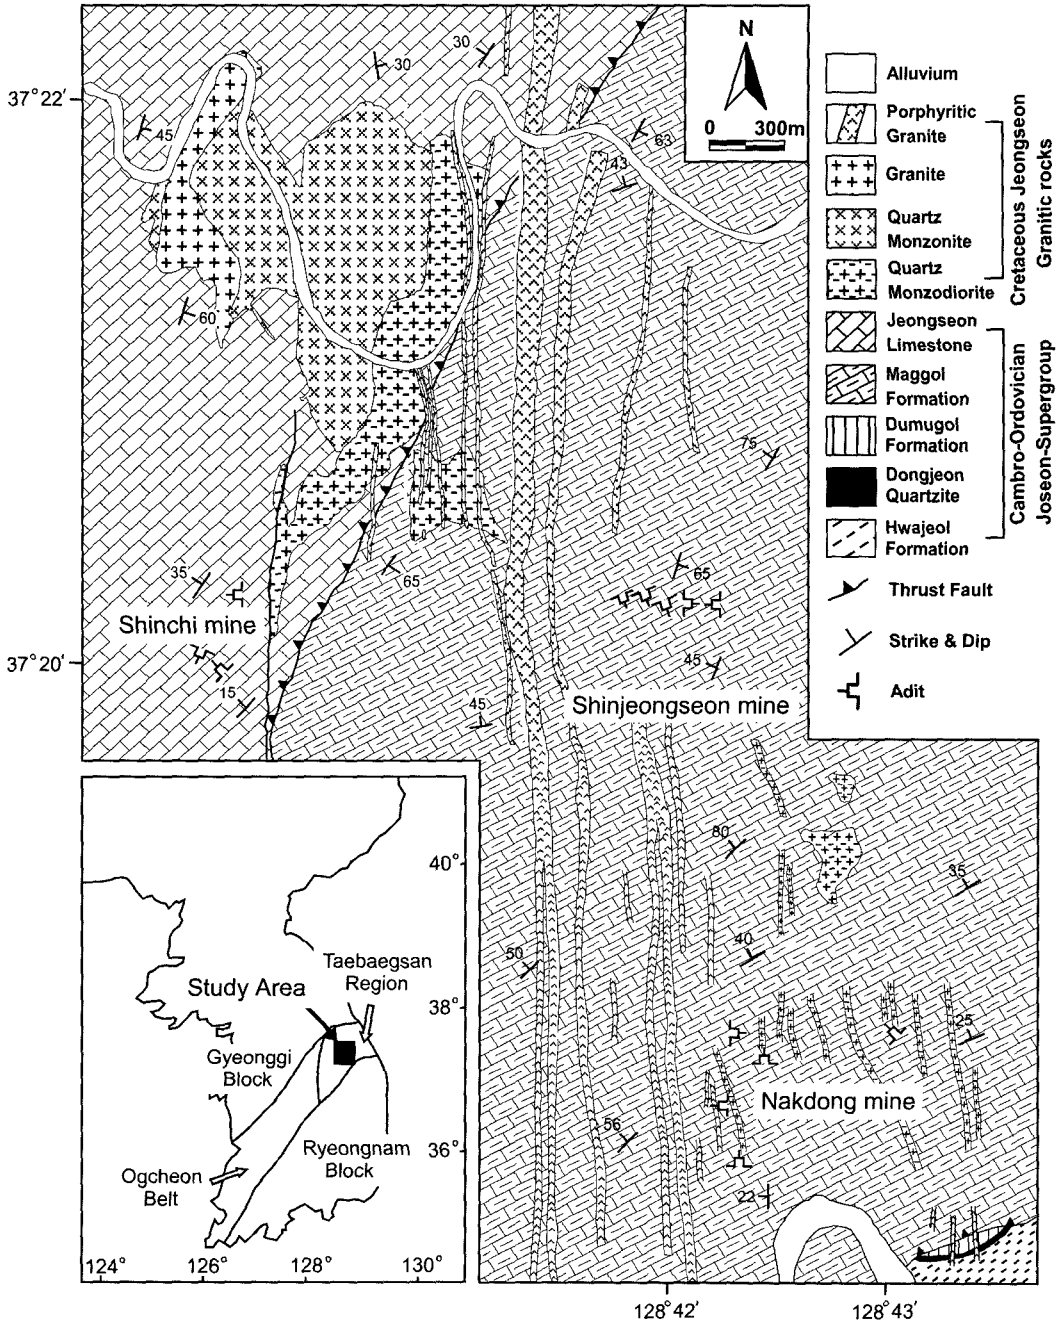 N
0 300m
37°22′
37°20′
30
30
45
63
43
60
75
35
65
65
45
15
45
Shinchi mine
Shinjeongseon mine
80
35
40
50
25
56
22
Nakdong mine
128°42′
128°43′
Alluvium
Porphyritic
Granite
Granite
Quartz
Monzonite
Quartz
Monzodiorite
Jeongseon
Limestone
Maggol
Formation
Dumugol
Formation
Dongjeon
Quartzite
Hwajeol
Formation
Thrust Fault
Strike & Dip
Adit
Cretaceous Jeongseon
Granitic rocks
Cambro-Ordovician
Joseon-Supergroup
Taebaegsan
Region
Study Area
Gyeonggi
Block
Ryeongnam
Block
Ogcheon
Belt
40°
38°
36°
124°
126°
128°
130°